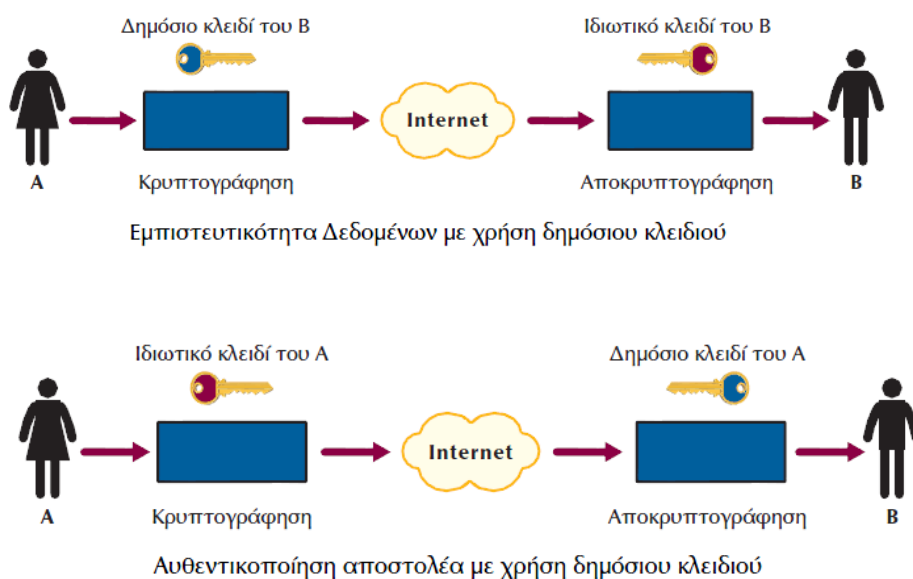 Δημόσιο κλειδί του Β
Ιδιωτικό κλειδί του Β
Internet
A
Κρυπτογράφηση
Αποκρυπτογράφηση
B
Εμπιστευτικότητα Δεδομένων με χρήση δημόσιου κλειδιού
Ιδιωτικό κλειδί του Α
Δημόσιο κλειδί του Α
Internet
A
Κρυπτογράφηση
Αποκρυπτογράφηση
B
Αυθεντικοποίηση αποστολέα με χρήση δημόσιου κλειδιού